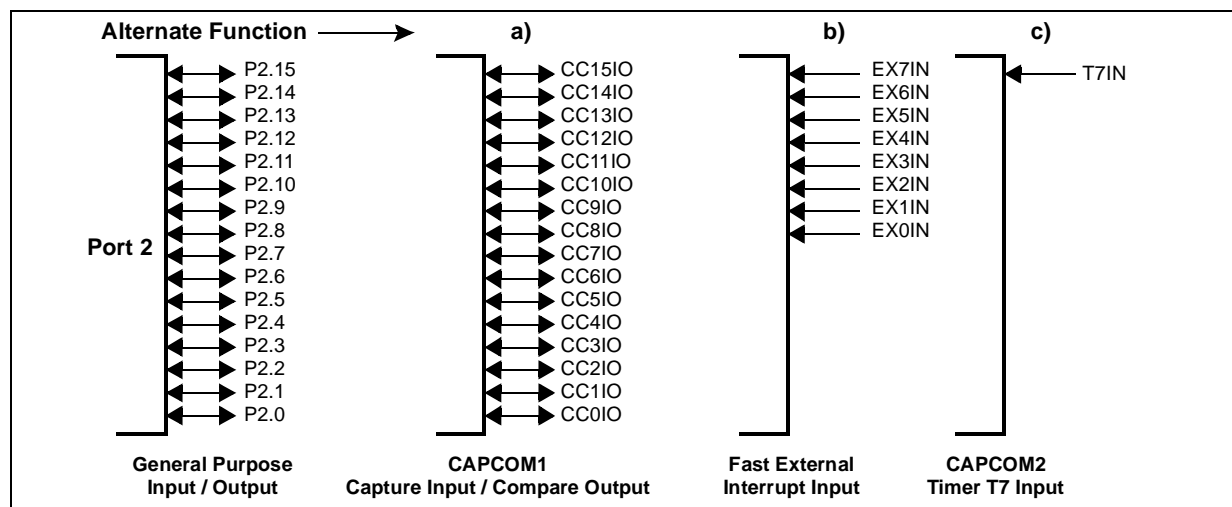 Alternate Function a) b) c)
P2.15 CC15IO EX7IN T7IN
P2.14 CC14IO EX6IN
P2.13 CC13IO EX5IN
P2.12 CC12IO EX4IN
P2.11 CC11IO EX3IN
P2.10 CC10IO EX2IN
P2.9 CC9IO EX1IN
P2.8 CC8IO EX0IN
Port 2 P2.7 CC7IO
P2.6 CC6IO
P2.5 CC5IO
P2.4 CC4IO
P2.3 CC3IO
P2.2 CC2IO
P2.1 CC1IO
P2.0 CC0IO
General Purpose CAPCOM1 Fast External CAPCOM2
Input / Output Capture Input / Compare Output Interrupt Input Timer T7 Input